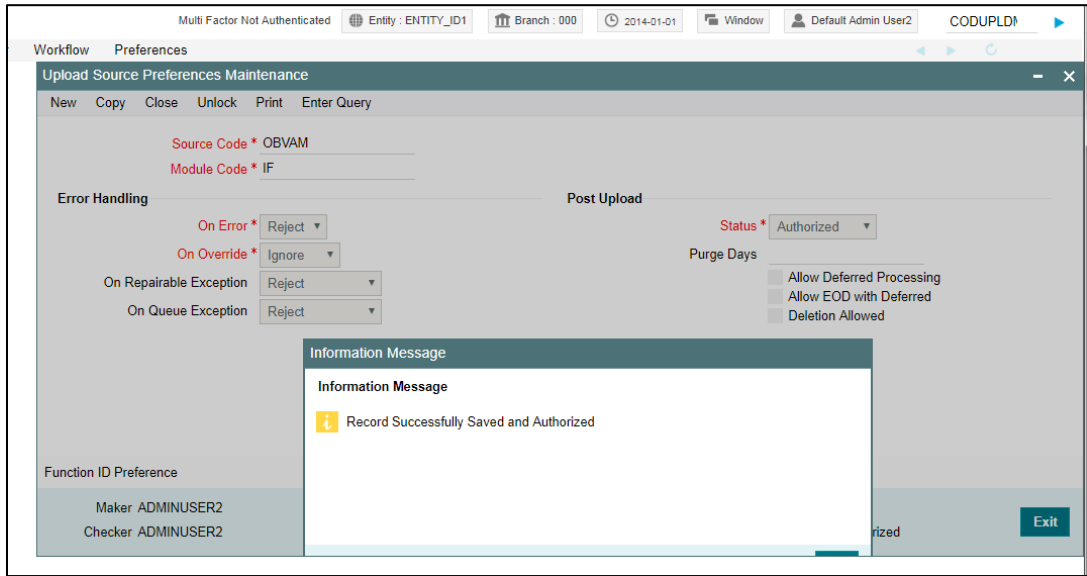 Multi Factor Not Authenticated Entity : ENTITY_ID1 Branch : 000 2014-01-01 Window Default Admin User2 CODUPLDM
Workflow Preferences
Upload Source Preferences Maintenance
New Copy Close Unlock Print Enter Query
Source Code * OBVAM
Module Code * IF
Error Handling Post Upload
On Error * Reject Status * Authorized
On Override * Ignore Purge Days
On Repairable Exception Reject Allow Deferred Processing
Allow EOD with Deferred
On Queue Exception Reject Deletion Allowed
Information Message
Information Message
Record Successfully Saved and Authorized
Function ID Preference
Maker ADMINUSER2
Checker ADMINUSER2 rized
Exit